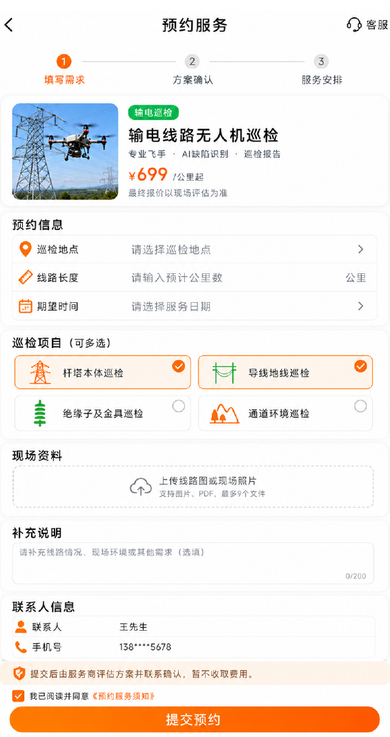 预约服务
客服
1
2
3
填写需求
方案确认
服务安排
输电巡检
输电线路无人机巡检
专业飞手 · AI缺陷识别 · 巡检报告
¥699 /公里起
最终报价以现场评估为准
预约信息
巡检地点 请选择巡检地点
线路长度 请输入预计公里数 公里
期望时间 请选择服务日期
巡检项目（可多选）
杆塔本体巡检
导线地线巡检
绝缘子及金具巡检
通道环境巡检
现场资料
上传线路图或现场照片
支持图片、PDF，最多9个文件
补充说明
请补充线路情况、现场环境或其他需求（选填）
0/200
联系人信息
联系人 王先生
手机号 138****5678
提交后由服务商评估方案并联系确认，暂不收取费用。
我已阅读并同意《预约服务须知》
提交预约